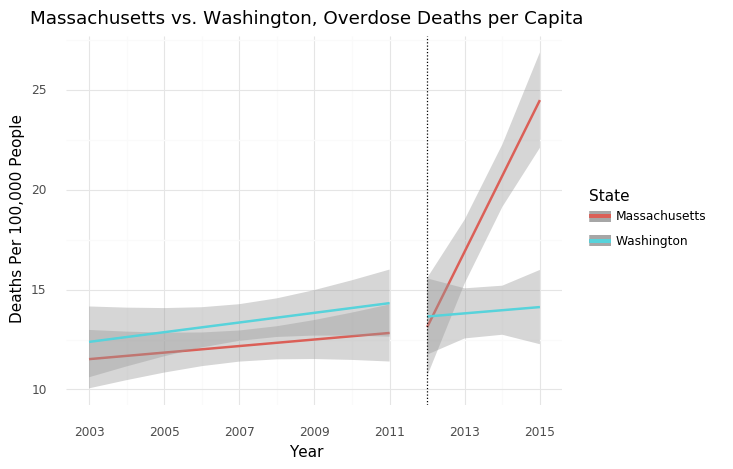 Massachusetts vs. Washington, Overdose Deaths per Capita
Deaths Per 100,000 People
25
20
15
10
2003 2005 2007 2009 2011 2013 2015
Year
State
Massachusetts
Washington